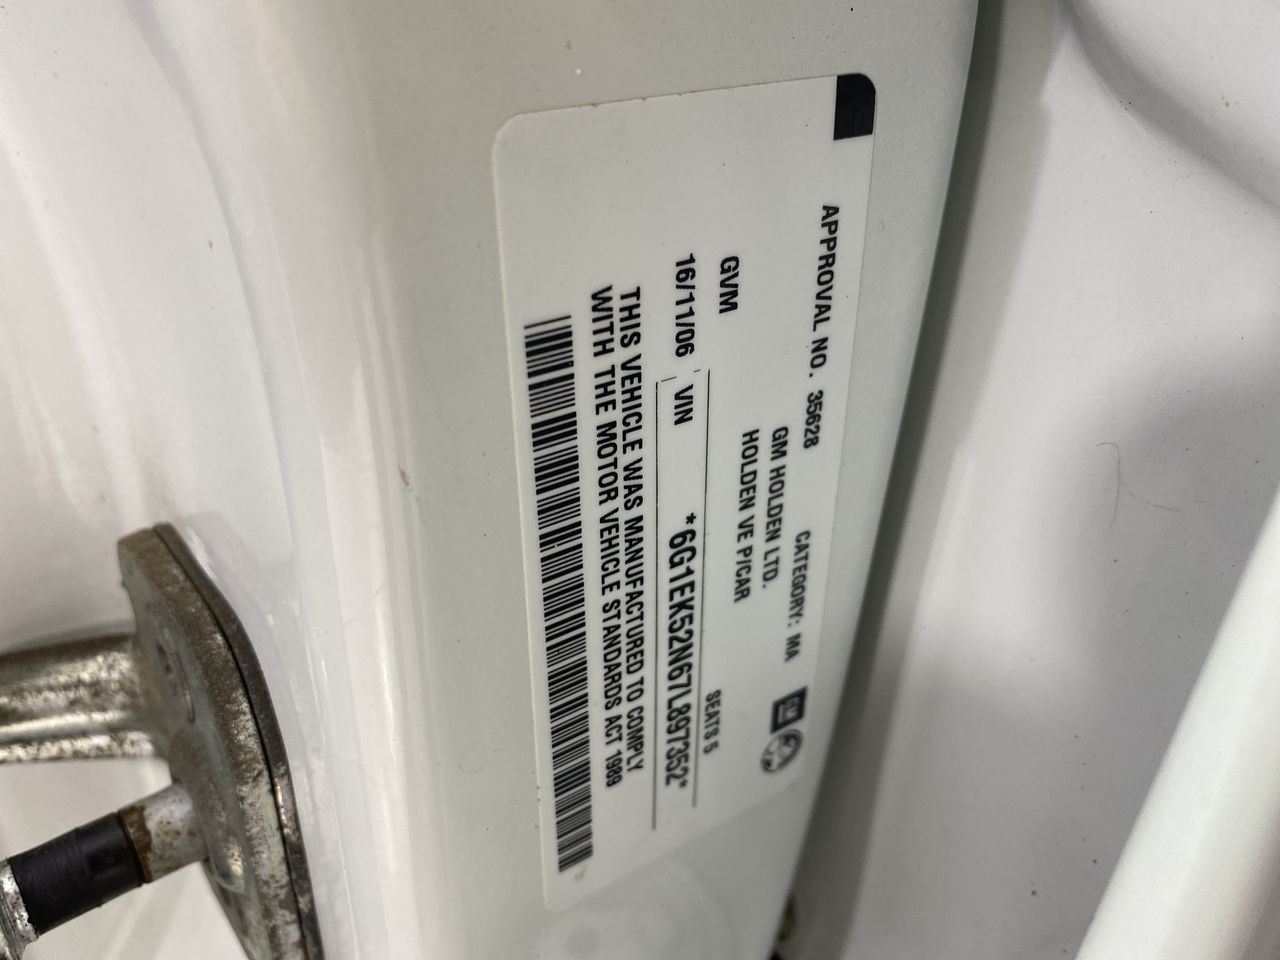 APPROVAL NO. 35628 CATEGORY: MA
GM HOLDEN LTD.
HOLDEN VE P/CAR
GM
GVM SEATS 5
16/11/06 VIN *6G1EK52N67L897352*
THIS VEHICLE WAS MANUFACTURED TO COMPLY
WITH THE MOTOR VEHICLE STANDARDS ACT 1989